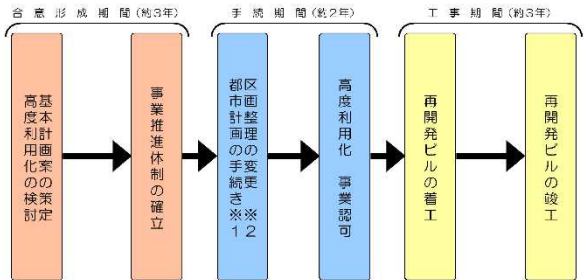 合意形成期間(約3年)
手続期間(約2年)
工事期間(約3年)
基本計画案の策定
高度利用化の検討
事業推進体制の確立
区画整理の変更 ※2
都市計画の手続き※1
高度利用化 事業認可
再開発ビルの着工
再開発ビルの竣工